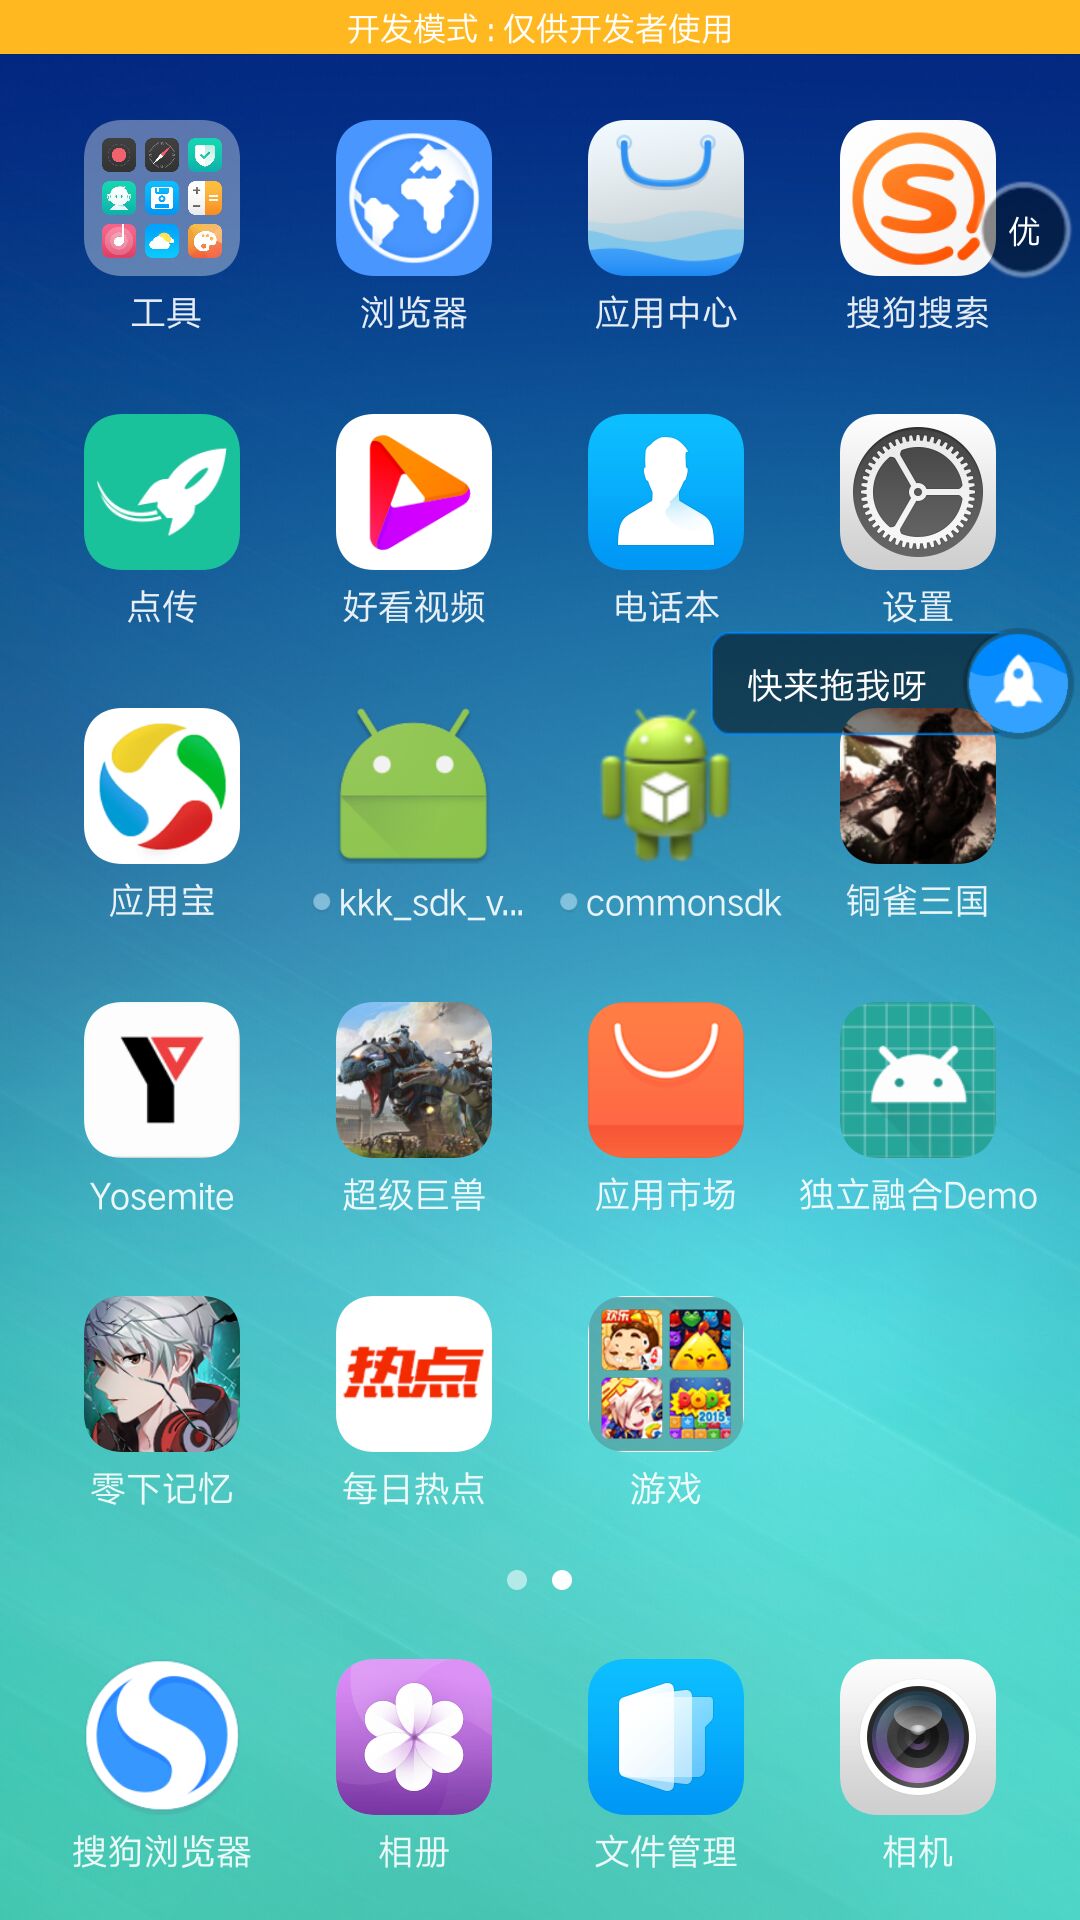 开发模式 : 仅供开发者使用
工具
浏览器
应用中心
搜狗搜索
优
点传
好看视频
电话本
设置
快来拖我呀
应用宝
kkk_sdk_v...
commonsdk
铜雀三国
Yosemite
超级巨兽
应用市场
独立融合Demo
热点
欢乐
POP
2015
零下记忆
每日热点
游戏
搜狗浏览器
相册
文件管理
相机